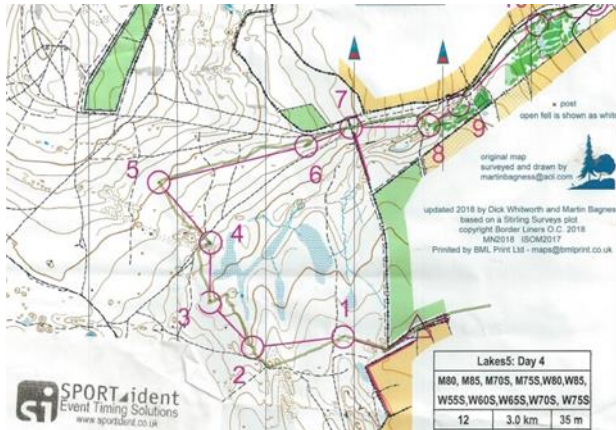 7
9
8
6
5
4
3
2
1
× post
open fell is shown as white
original map
surveyed and drawn by
martinbagness@aol.com
updated 2018 by Dick Whitworth and Martin Bagnes
based on a Stirling Surveys plot
copyright Border Liners O.C. 2018
MN2018 ISOM2017
Prinited by BML Print Ltd - maps@bmlprint.co.uk
Lakes5: Day 4
M80, M85, M70S, M75S,W80,W85,
W55S,W60S,W65S,W70S, W75S
12 3.0 km 35 m
si SPORTident
Event Timing Solutions
www.sportident.co.uk